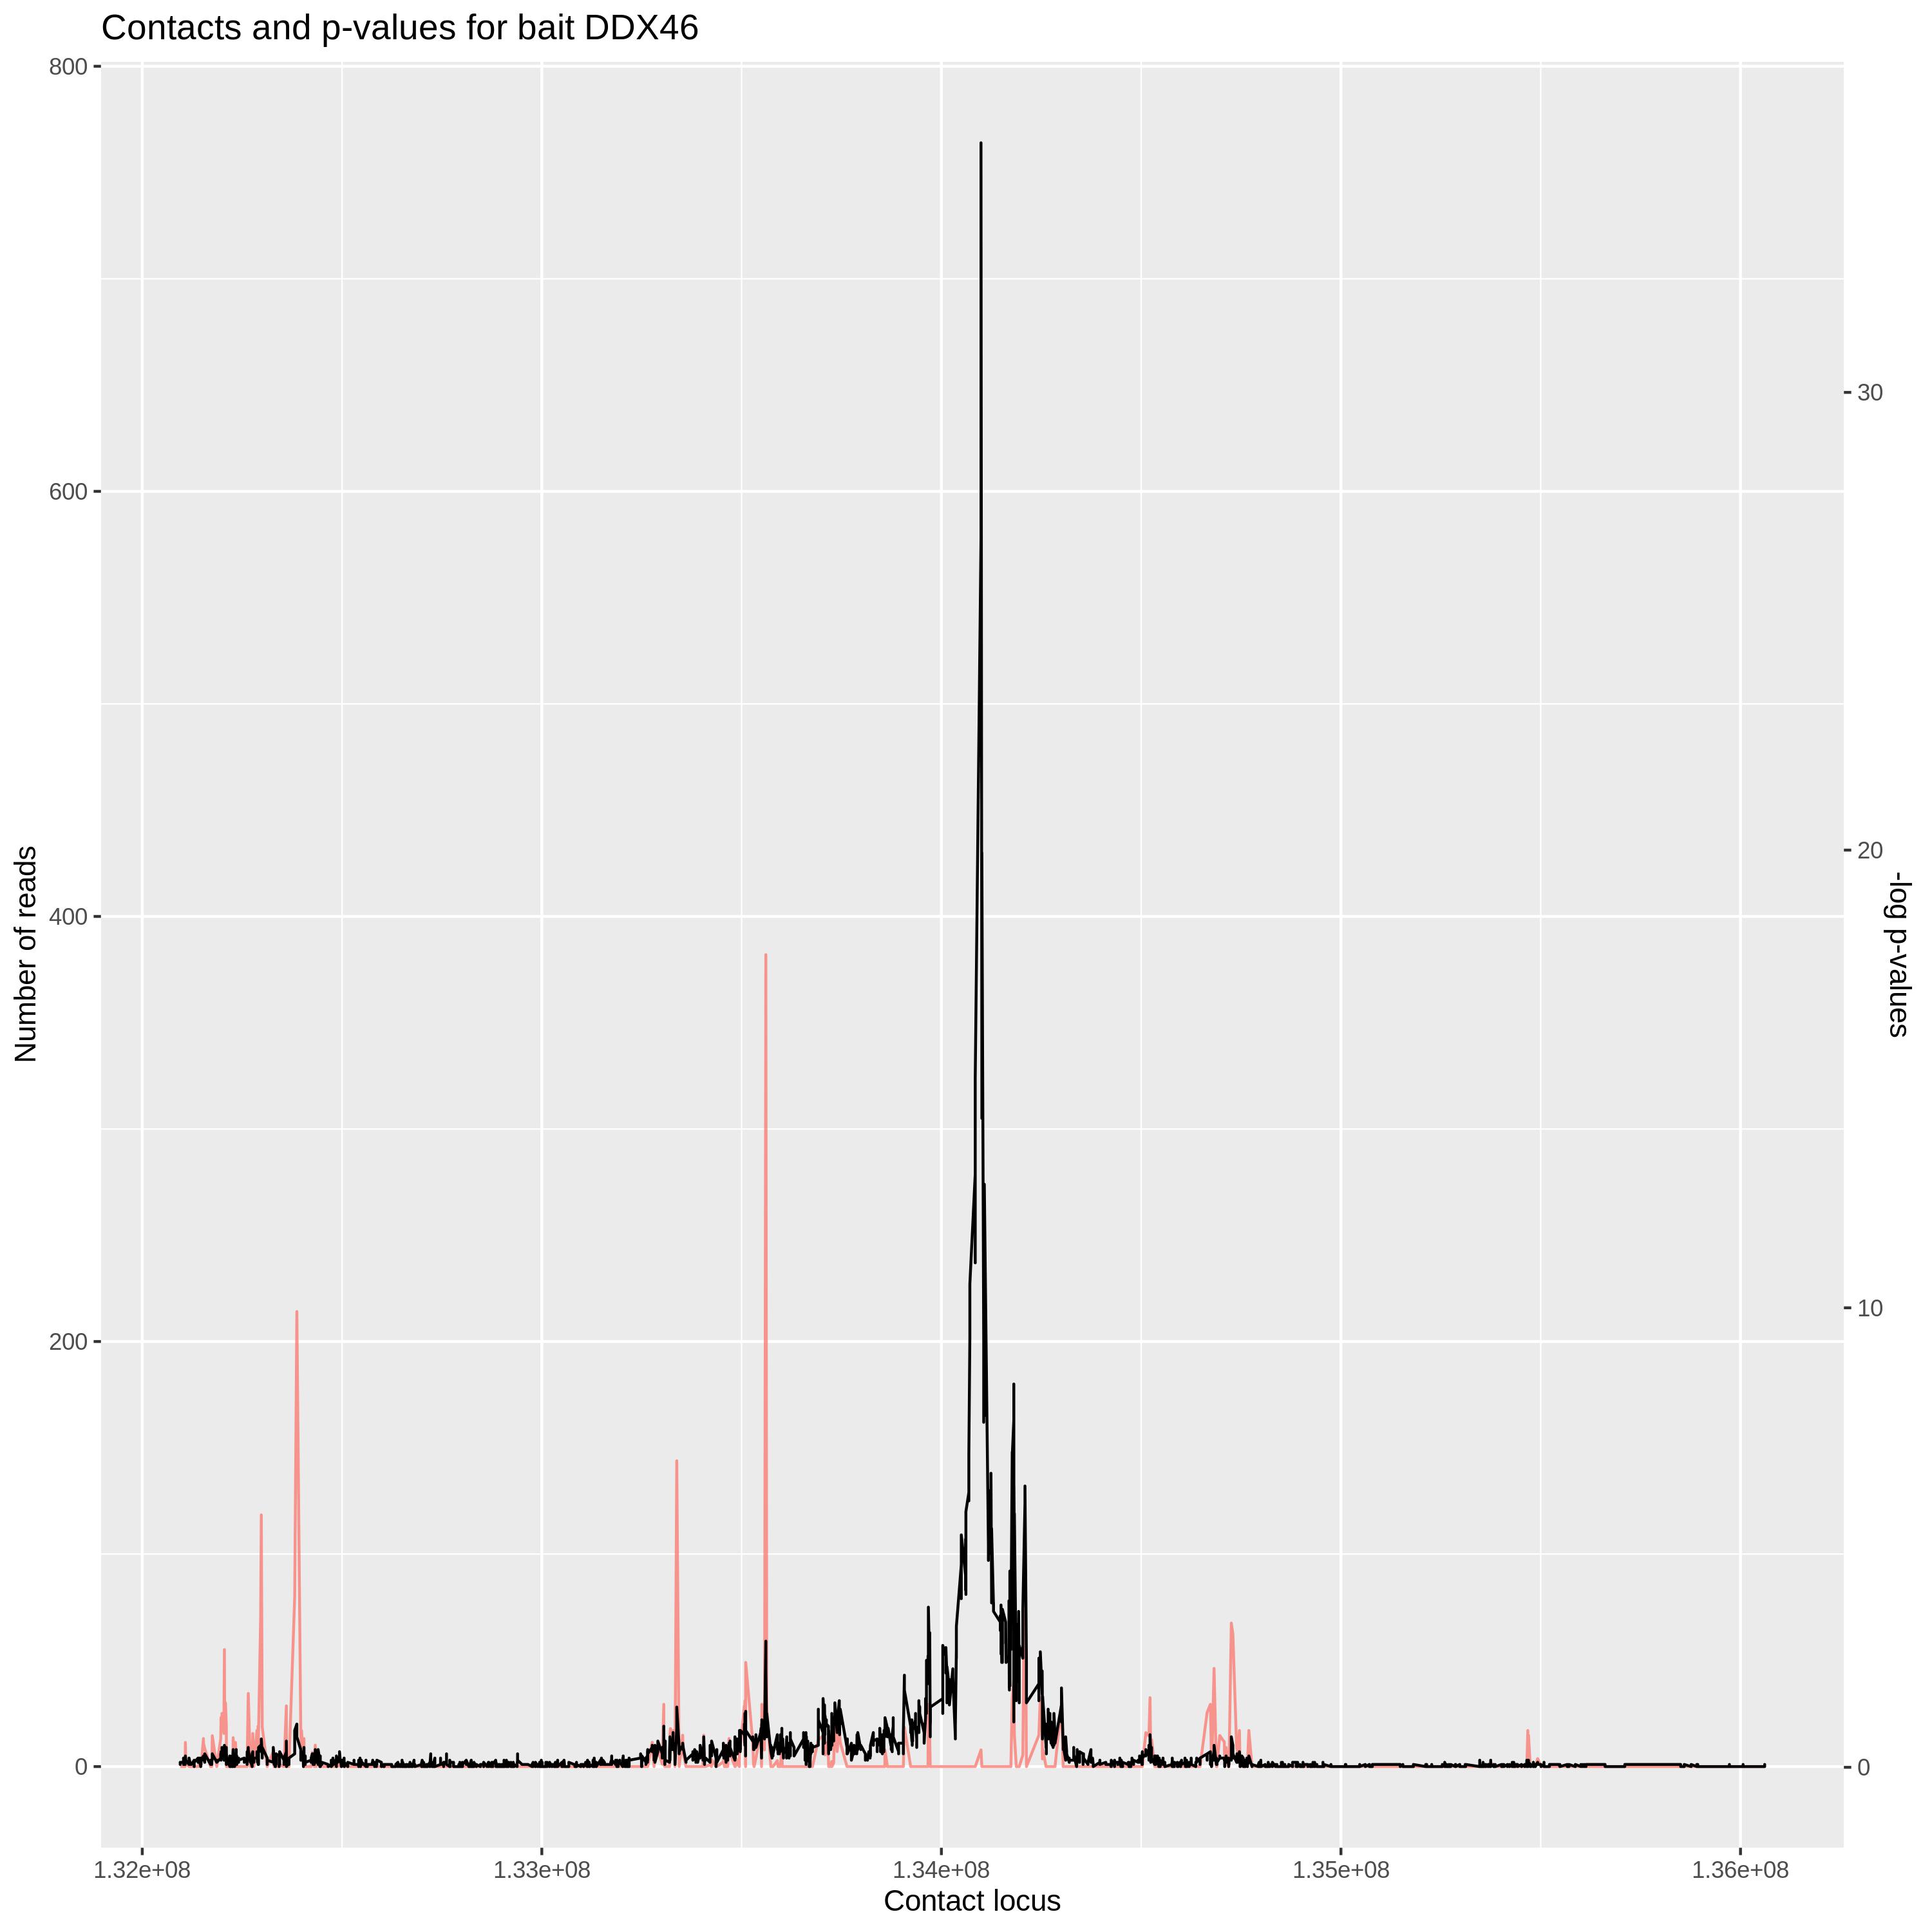 Contacts and p-values for bait DDX46
800
600
400
200
0
Number of reads
30
20
10
0
-log p-values
1.32e+08
1.33e+08
1.34e+08
1.35e+08
1.36e+08
Contact locus